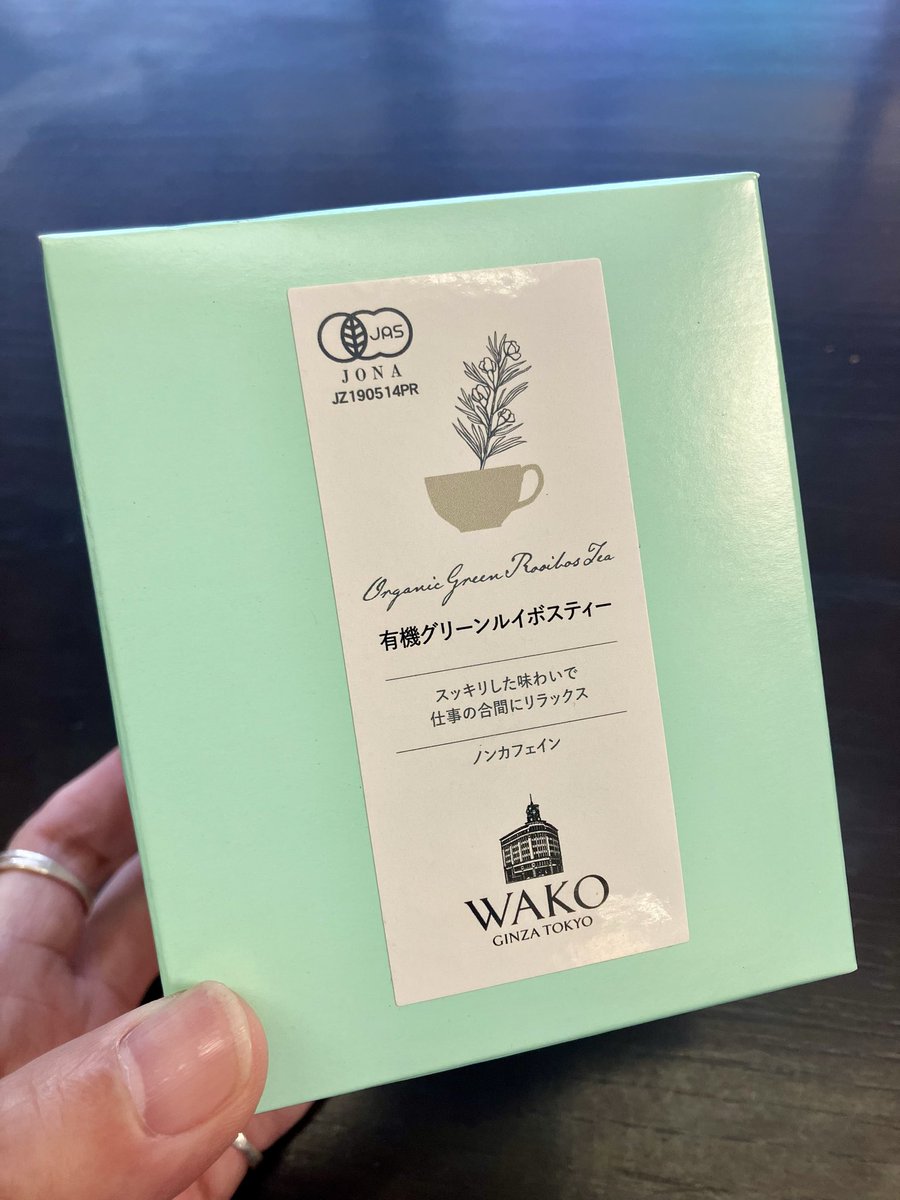 JAS
JONA
JZ190514PR
Organic Green Rooibos Tea
有機グリーンルイボスティー
スッキリした味わいで
仕事の合間にリラックス
ノンカフェイン
WAKO
GINZA TOKYO